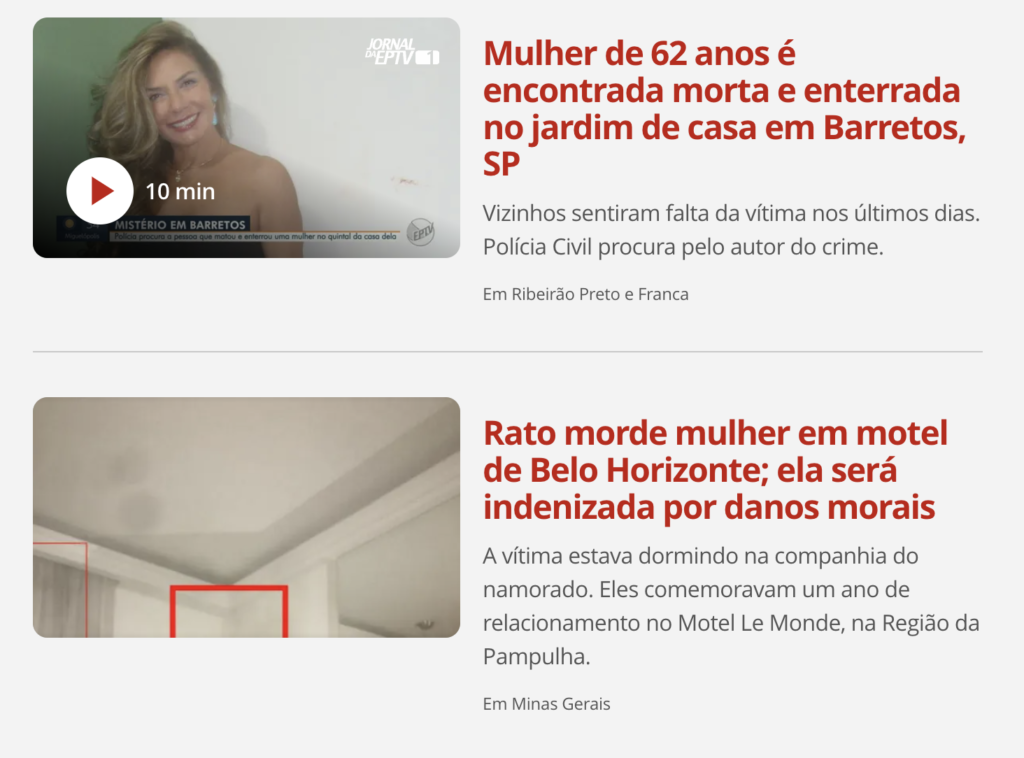 JORNAL
DA EPTV 1
10 min
MISTÉRIO EM BARRETOS
Polícia procura a pessoa que matou e enterrou uma mulher no quintal da casa dela
EPTV
Mulher de 62 anos é
encontrada morta e enterrada
no jardim de casa em Barretos,
SP
Vizinhos sentiram falta da vítima nos últimos dias.
Polícia Civil procura pelo autor do crime.
Em Ribeirão Preto e Franca
Rato morde mulher em motel
de Belo Horizonte; ela será
indenizada por danos morais
A vítima estava dormindo na companhia do
namorado. Eles comemoravam um ano de
relacionamento no Motel Le Monde, na Região da
Pampulha.
Em Minas Gerais